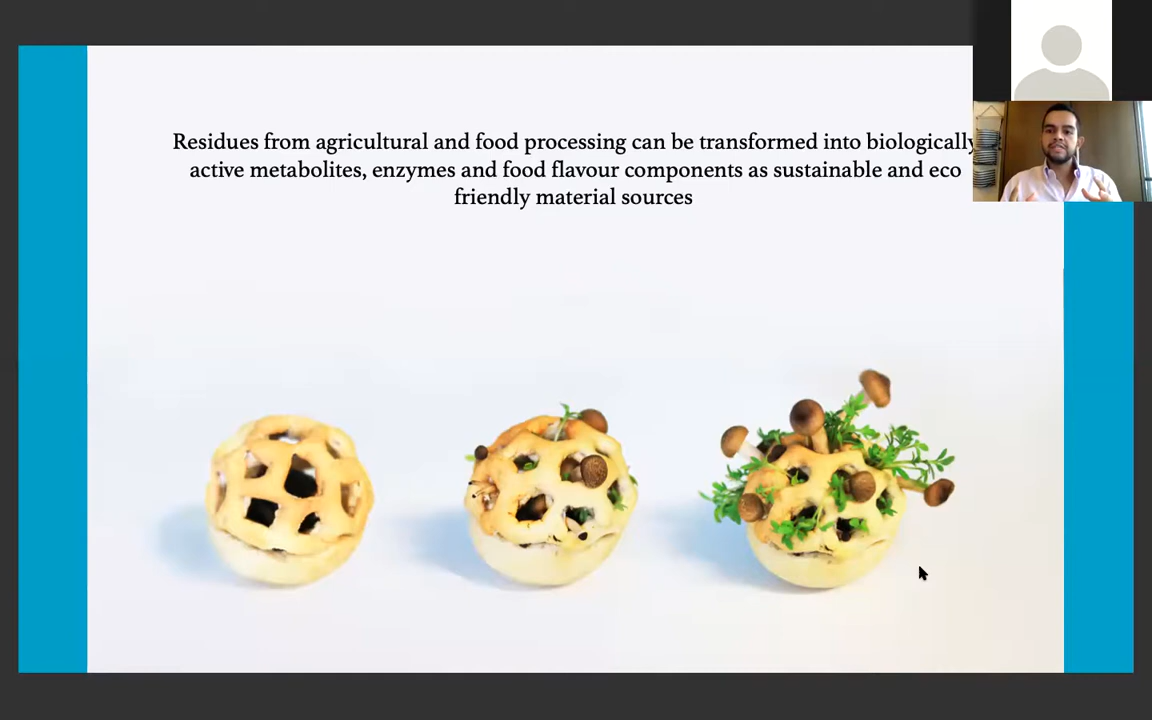 Residues from agricultural and food processing can be transformed into biologically
active metabolites, enzymes and food flavour components as sustainable and eco
friendly material sources